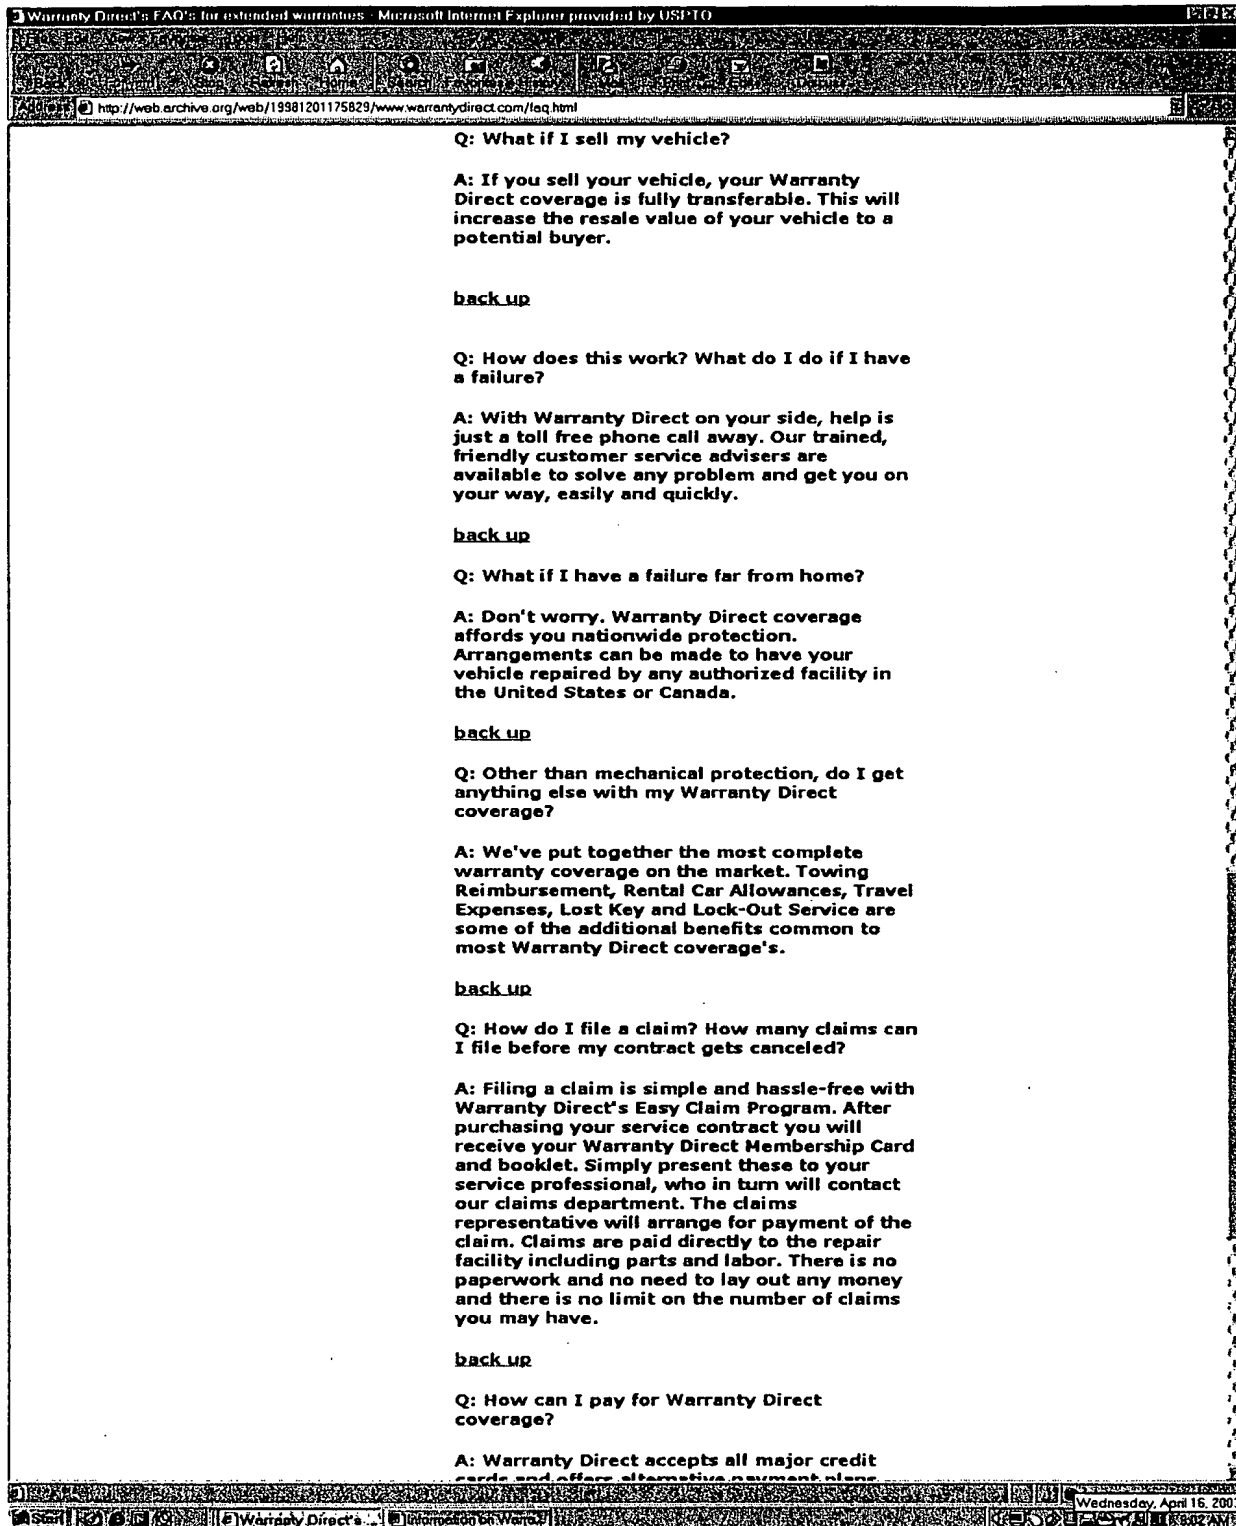 Warranty Direct's FAQ's for extended warranties - Microsoft Internet Explorer provided by USPTO
Address http://web.archive.org/web/19981201175829/www.warrantydirect.com/faq.html
Q: What if I sell my vehicle?
A: If you sell your vehicle, your Warranty
Direct coverage is fully transferable. This will
increase the resale value of your vehicle to a
potential buyer.
back up
Q: How does this work? What do I do if I have
a failure?
A: With Warranty Direct on your side, help is
just a toll free phone call away. Our trained,
friendly customer service advisers are
available to solve any problem and get you on
your way, easily and quickly.
back up
Q: What if I have a failure far from home?
A: Don't worry. Warranty Direct coverage
affords you nationwide protection.
Arrangements can be made to have your
vehicle repaired by any authorized facility in
the United States or Canada.
back up
Q: Other than mechanical protection, do I get
anything else with my Warranty Direct
coverage?
A: We've put together the most complete
warranty coverage on the market. Towing
Reimbursement, Rental Car Allowances, Travel
Expenses, Lost Key and Lock-Out Service are
some of the additional benefits common to
most Warranty Direct coverage's.
back up
Q: How do I file a claim? How many claims can
I file before my contract gets canceled?
A: Filing a claim is simple and hassle-free with
Warranty Direct's Easy Claim Program. After
purchasing your service contract you will
receive your Warranty Direct Membership Card
and booklet. Simply present these to your
service professional, who in turn will contact
our claims department. The claims
representative will arrange for payment of the
claim. Claims are paid directly to the repair
facility including parts and labor. There is no
paperwork and no need to lay out any money
and there is no limit on the number of claims
you may have.
back up
Q: How can I pay for Warranty Direct
coverage?
A: Warranty Direct accepts all major credit
cards and offers alternative payment plans
Wednesday, April 16, 200
Start Warranty Direct's ... Information on Warra 8:02 AM